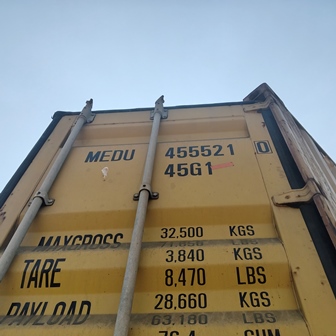 MEDU 455521 0
45G1
MAXGROSS 32.500 KGS
TARE 3,840 KGS
8,470 LBS
PAYLOAD 28,660 KGS
63,180 LBS
CUM